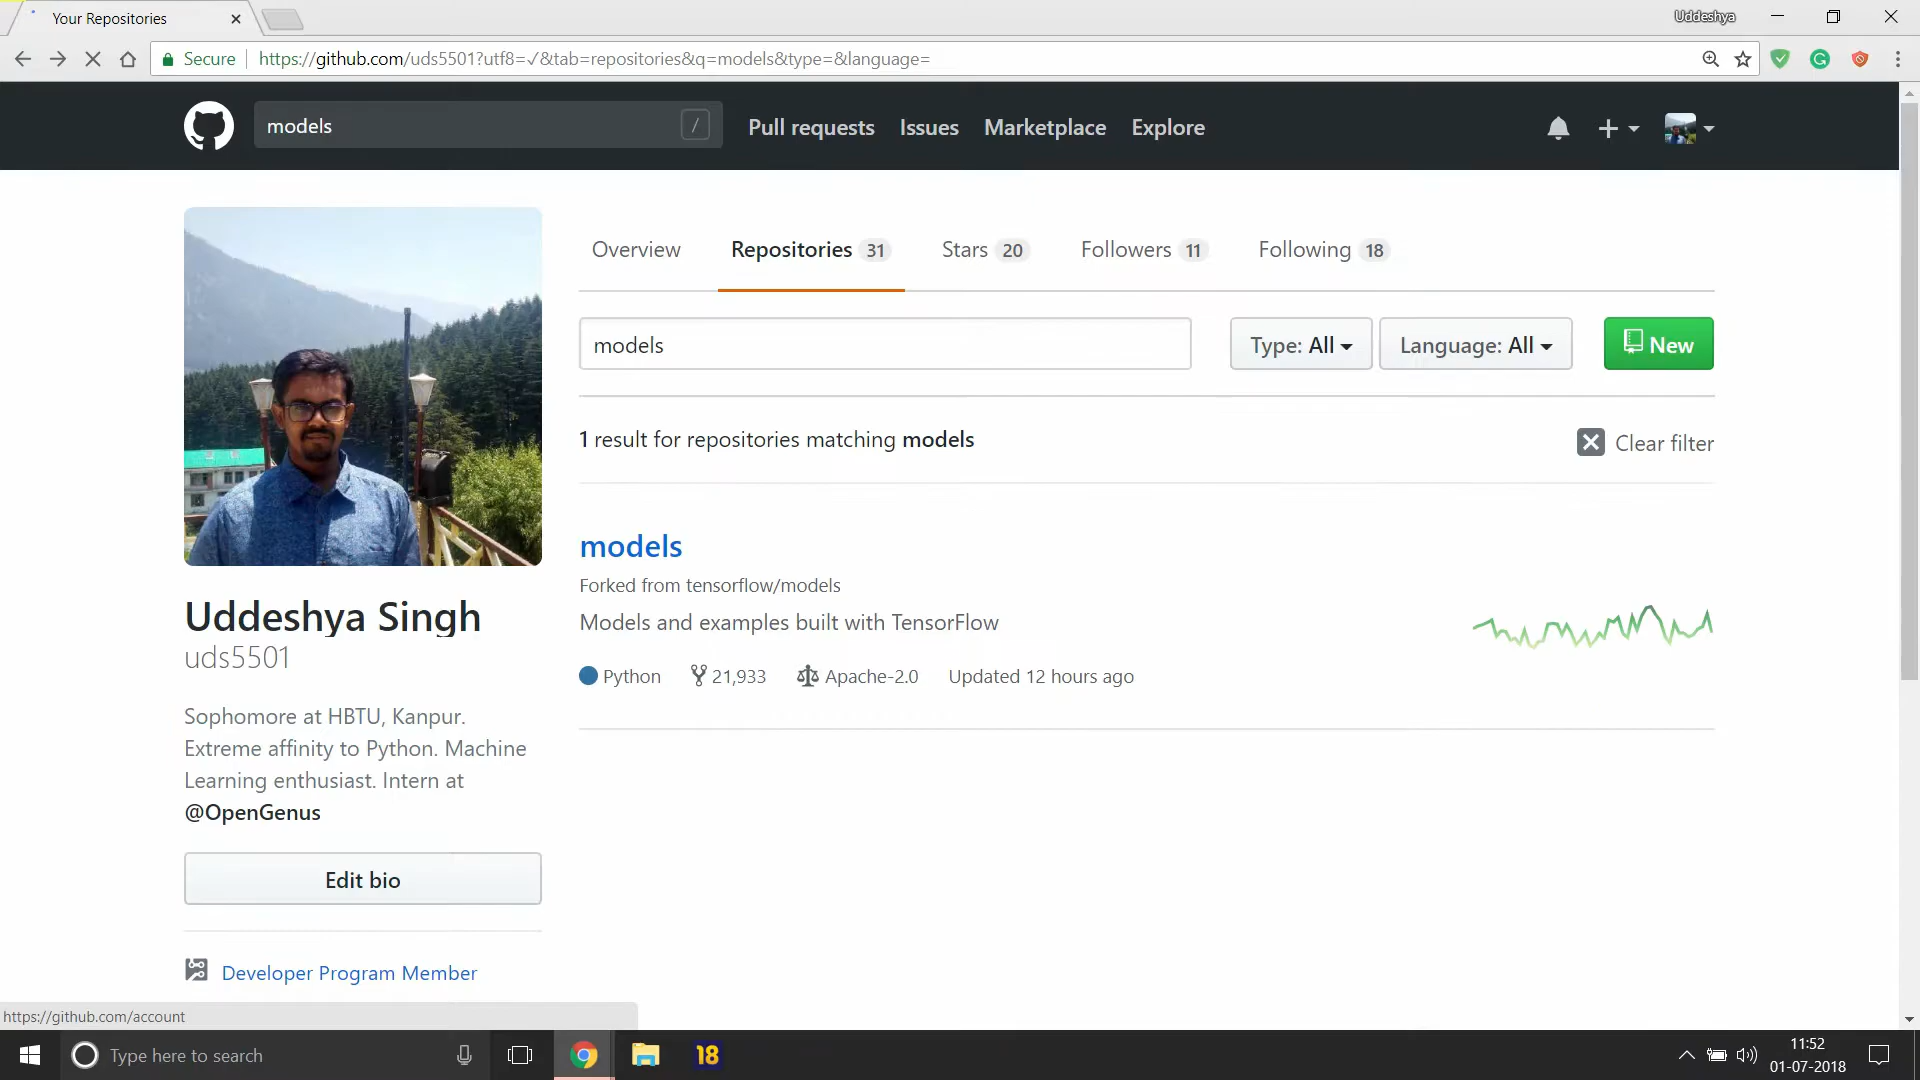 Your Repositories
Uddeshya
Secure https://github.com/uds5501?utf8=✓&tab=repositories&q=models&type=&language=
models / Pull requests Issues Marketplace Explore
Overview Repositories 31 Stars 20 Followers 11 Following 18
models Type: All Language: All New
1 result for repositories matching models Clear filter
models
Forked from tensorflow/models
Models and examples built with TensorFlow
Python 21,933 Apache-2.0 Updated 12 hours ago
Uddeshya Singh
uds5501
Sophomore at HBTU, Kanpur.
Extreme affinity to Python. Machine
Learning enthusiast. Intern at
@OpenGenus
Edit bio
Developer Program Member
https://github.com/account
Type here to search
18
11:52
01-07-2018